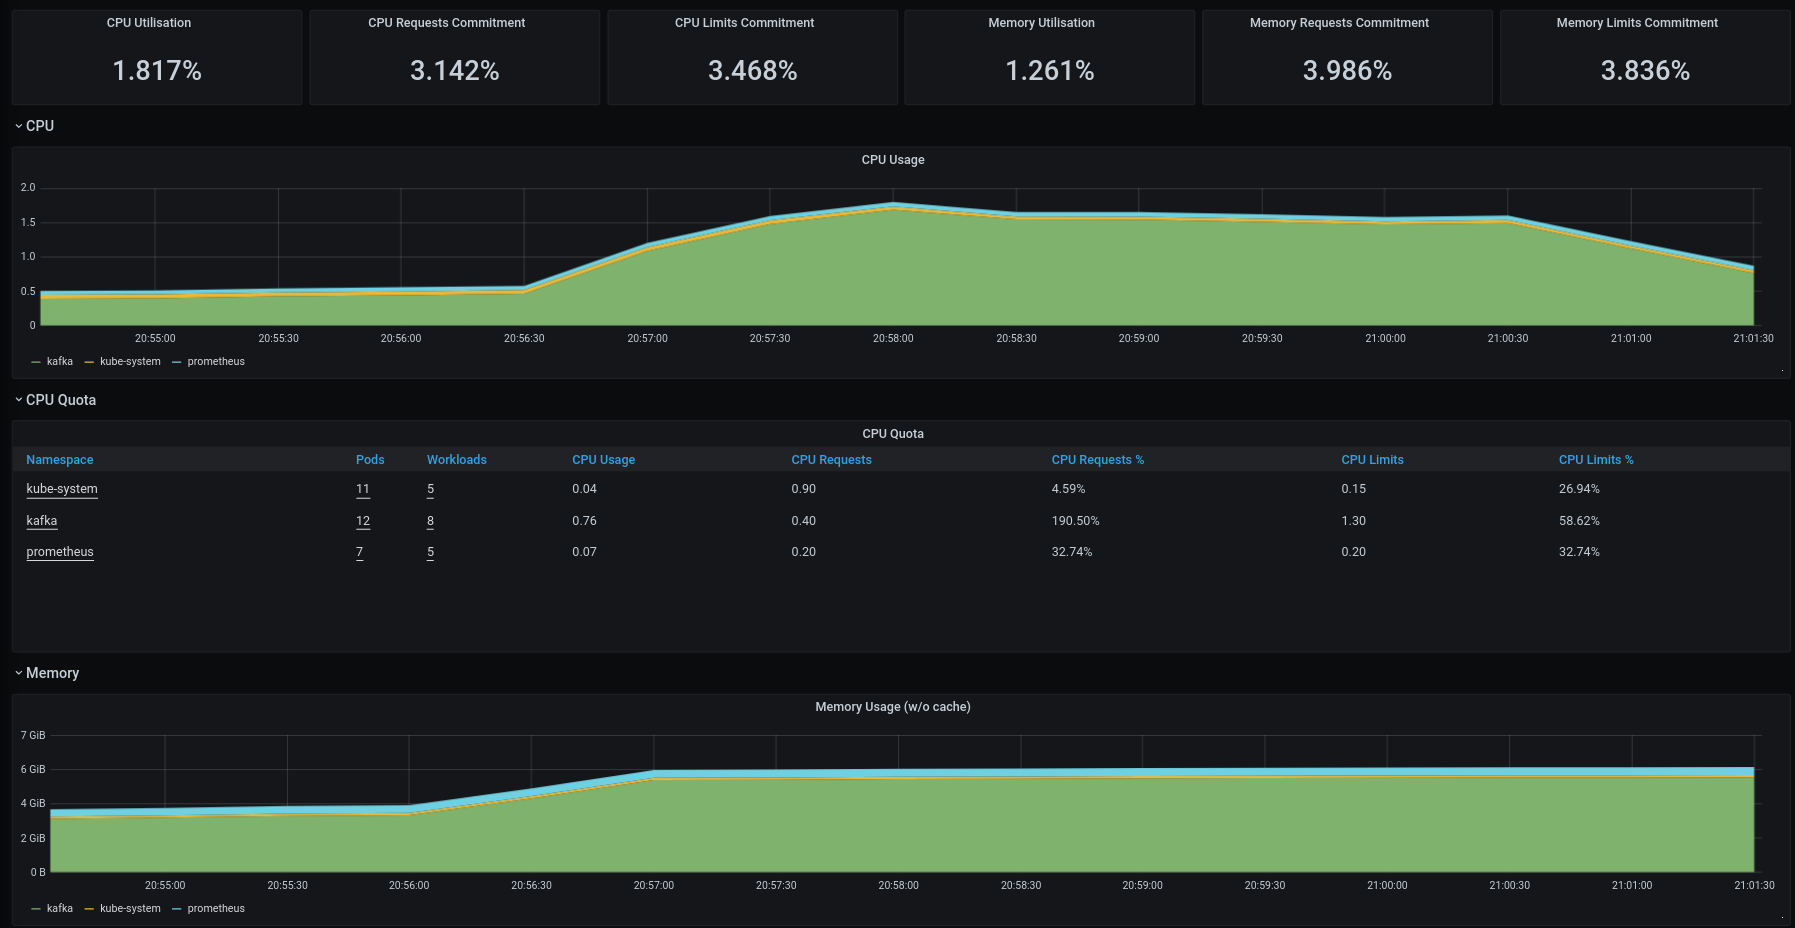 CPU Utilisation
1.817%
CPU Requests Commitment
3.142%
CPU Limits Commitment
3.468%
Memory Utilisation
1.261%
Memory Requests Commitment
3.986%
Memory Limits Commitment
3.836%
CPU
CPU Usage
2.0
1.5
1.0
0.5
0
20:55:00 20:55:30 20:56:00 20:56:30 20:57:00 20:57:30 20:58:00 20:58:30 20:59:00 20:59:30 21:00:00 21:00:30 21:01:00 21:01:30
kafka kube-system prometheus
CPU Quota
CPU Quota
Namespace Pods Workloads CPU Usage CPU Requests CPU Requests % CPU Limits CPU Limits %
kube-system 11 5 0.04 0.90 4.59% 0.15 26.94%
kafka 12 8 0.76 0.40 190.50% 1.30 58.62%
prometheus 7 5 0.07 0.20 32.74% 0.20 32.74%
Memory
Memory Usage (w/o cache)
7 GiB
6 GiB
4 GiB
2 GiB
0 B
20:55:00 20:55:30 20:56:00 20:56:30 20:57:00 20:57:30 20:58:00 20:58:30 20:59:00 20:59:30 21:00:00 21:00:30 21:01:00 21:01:30
kafka kube-system prometheus